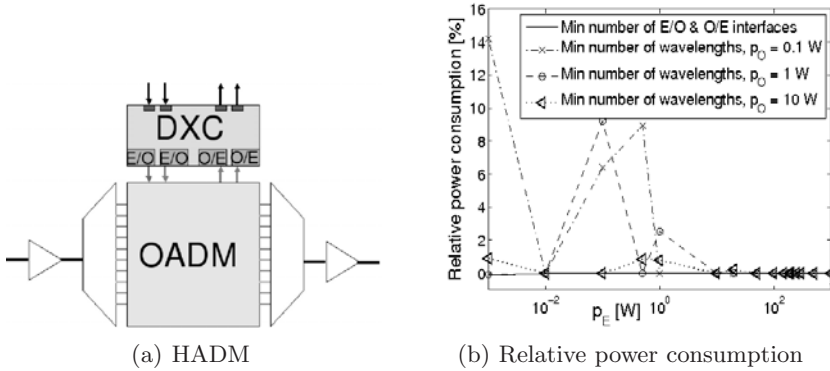 DXC
E/O E/O O/E O/E
OADM
(a) HADM
16
14
12
10
8
6
4
2
0
Relative power consumption [%]
Min number of E/O & O/E interfaces
Min number of wavelengths, p_O = 0.1 W
Min number of wavelengths, p_O = 1 W
Min number of wavelengths, p_O = 10 W
10^-2
10^0
10^2
p_E [W]
(b) Relative power consumption